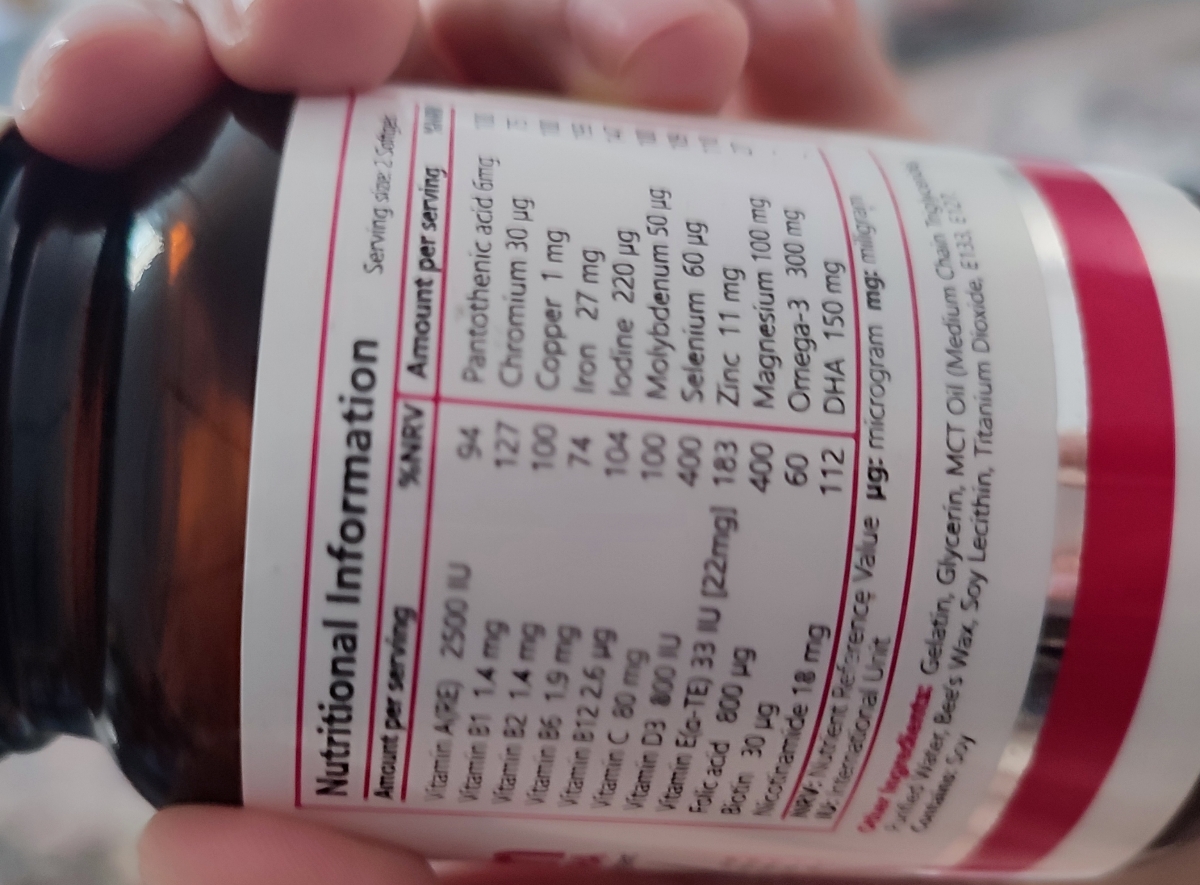 Nutritional Information Serving size: 2 Softgel
Amount per serving %NRV Amount per serving %NRV
Vitamin A(RE) 2500 IU 94 Pantothenic acid 6mg
Vitamin B1 1.4 mg 127 Chromium 30 µg
Vitamin B2 1.4 mg 100 Copper 1 mg
Vitamin B6 1.9 mg 74 Iron 27 mg
Vitamin B12 2.6 µg 104 Iodine 220 µg
Vitamin C 80 mg 100 Molybdenum 50 µg
Vitamin D3 800 IU 400 Selenium 60 µg
Vitamin E(α-TE) 33 IU [22mg] 183 Zinc 11 mg
Folic acid 800 µg 400 Magnesium 100 mg
Biotin 30 µg 60 Omega-3 300 mg
Nicotinamide 18 mg 112 DHA 150 mg
NRV: Nutrient Reference Value µg: microgram mg: miligram
IU: International Unit
Other Ingredients: Gelatin, Glycerin, MCT Oil (Medium Chain Triglyceride
Purified Water, Bee's Wax, Soy Lecithin, Titanium Dioxide, E133, E127
Contains: Soy